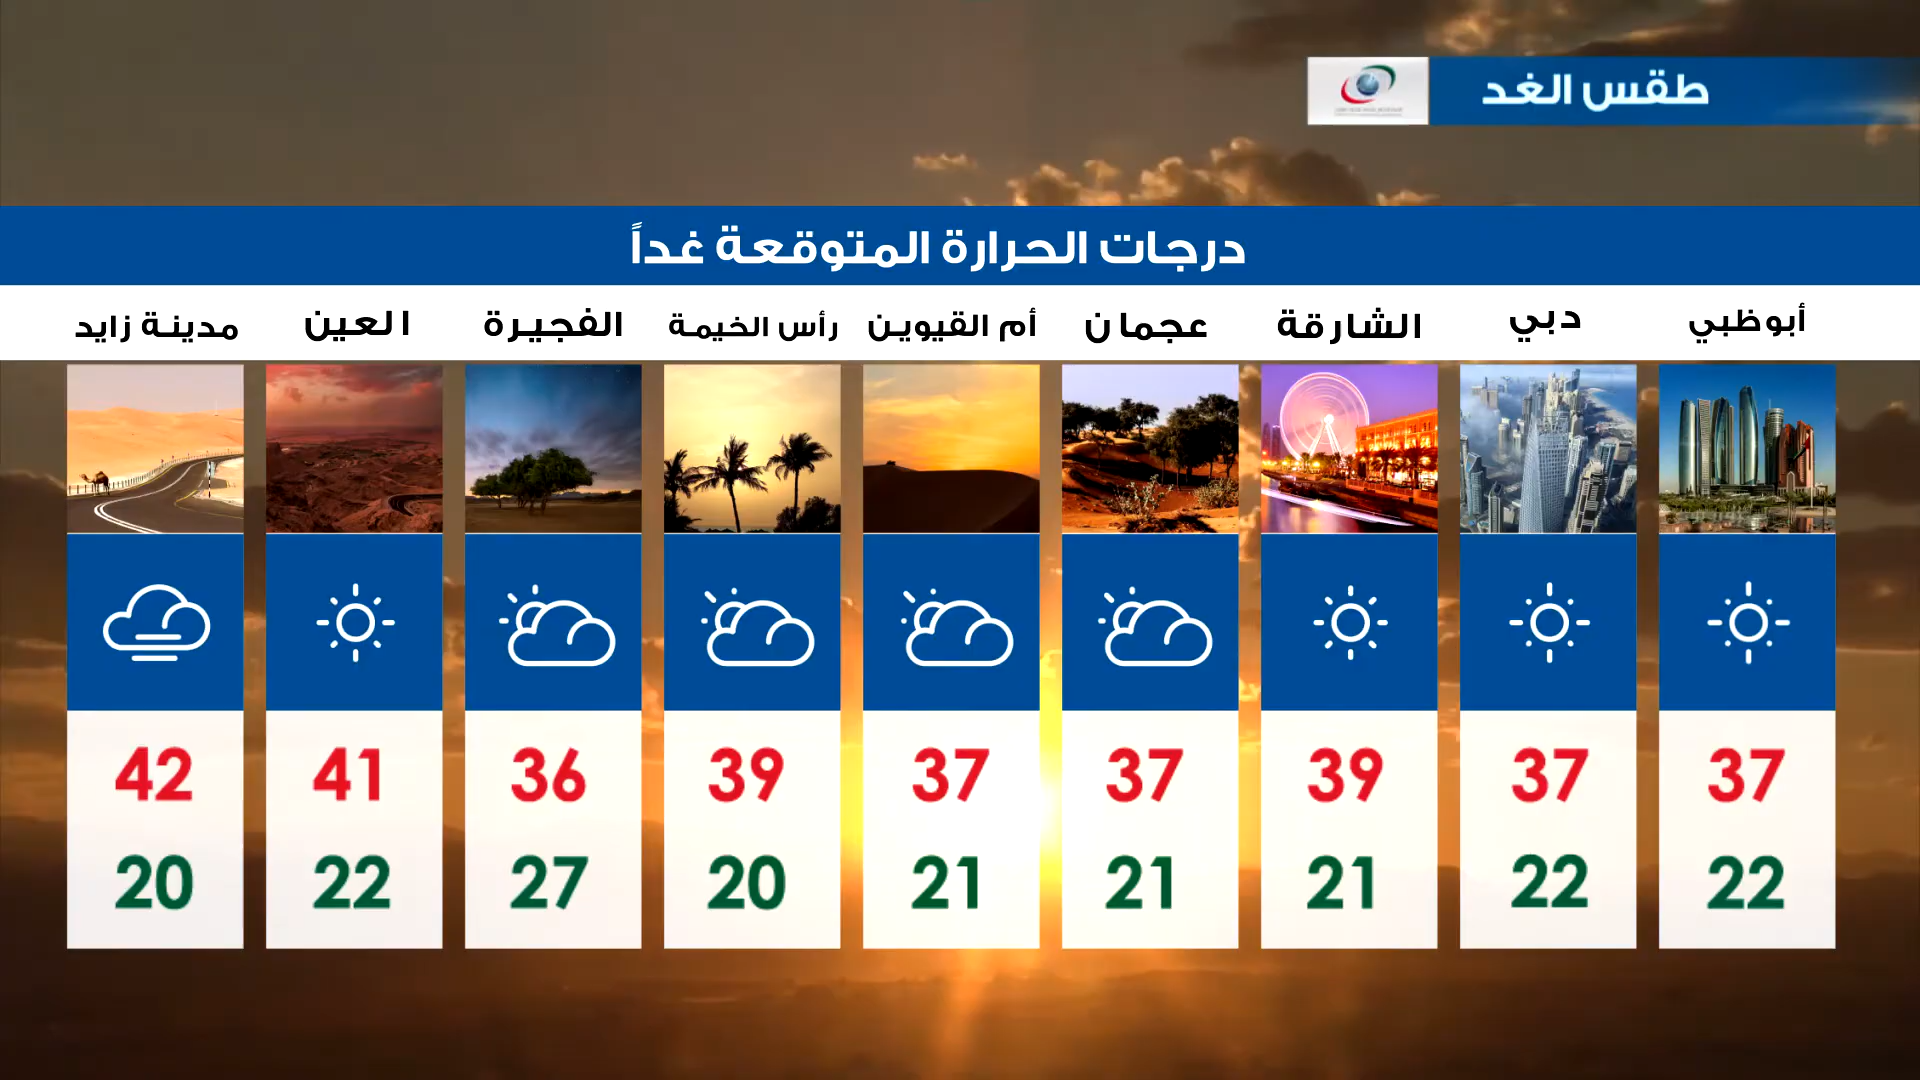 طقس الغد
درجات الحرارة المتوقعة غداً
أبوظبي دبي الشارقة عجمان أم القيوين رأس الخيمة الفجيرة العين مدينة زايد
37 37 39 37 37 39 36 41 42
22 22 21 21 21 20 27 22 20